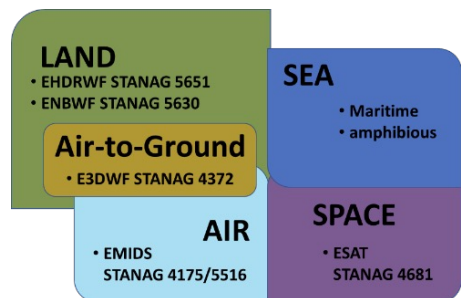 LAND
• EHDRWF STANAG 5651
• ENBWF STANAG 5630
SEA
• Maritime
• amphibious
Air-to-Ground
• E3DWF STANAG 4372
AIR
• EMIDS
STANAG 4175/5516
SPACE
• ESAT
STANAG 4681